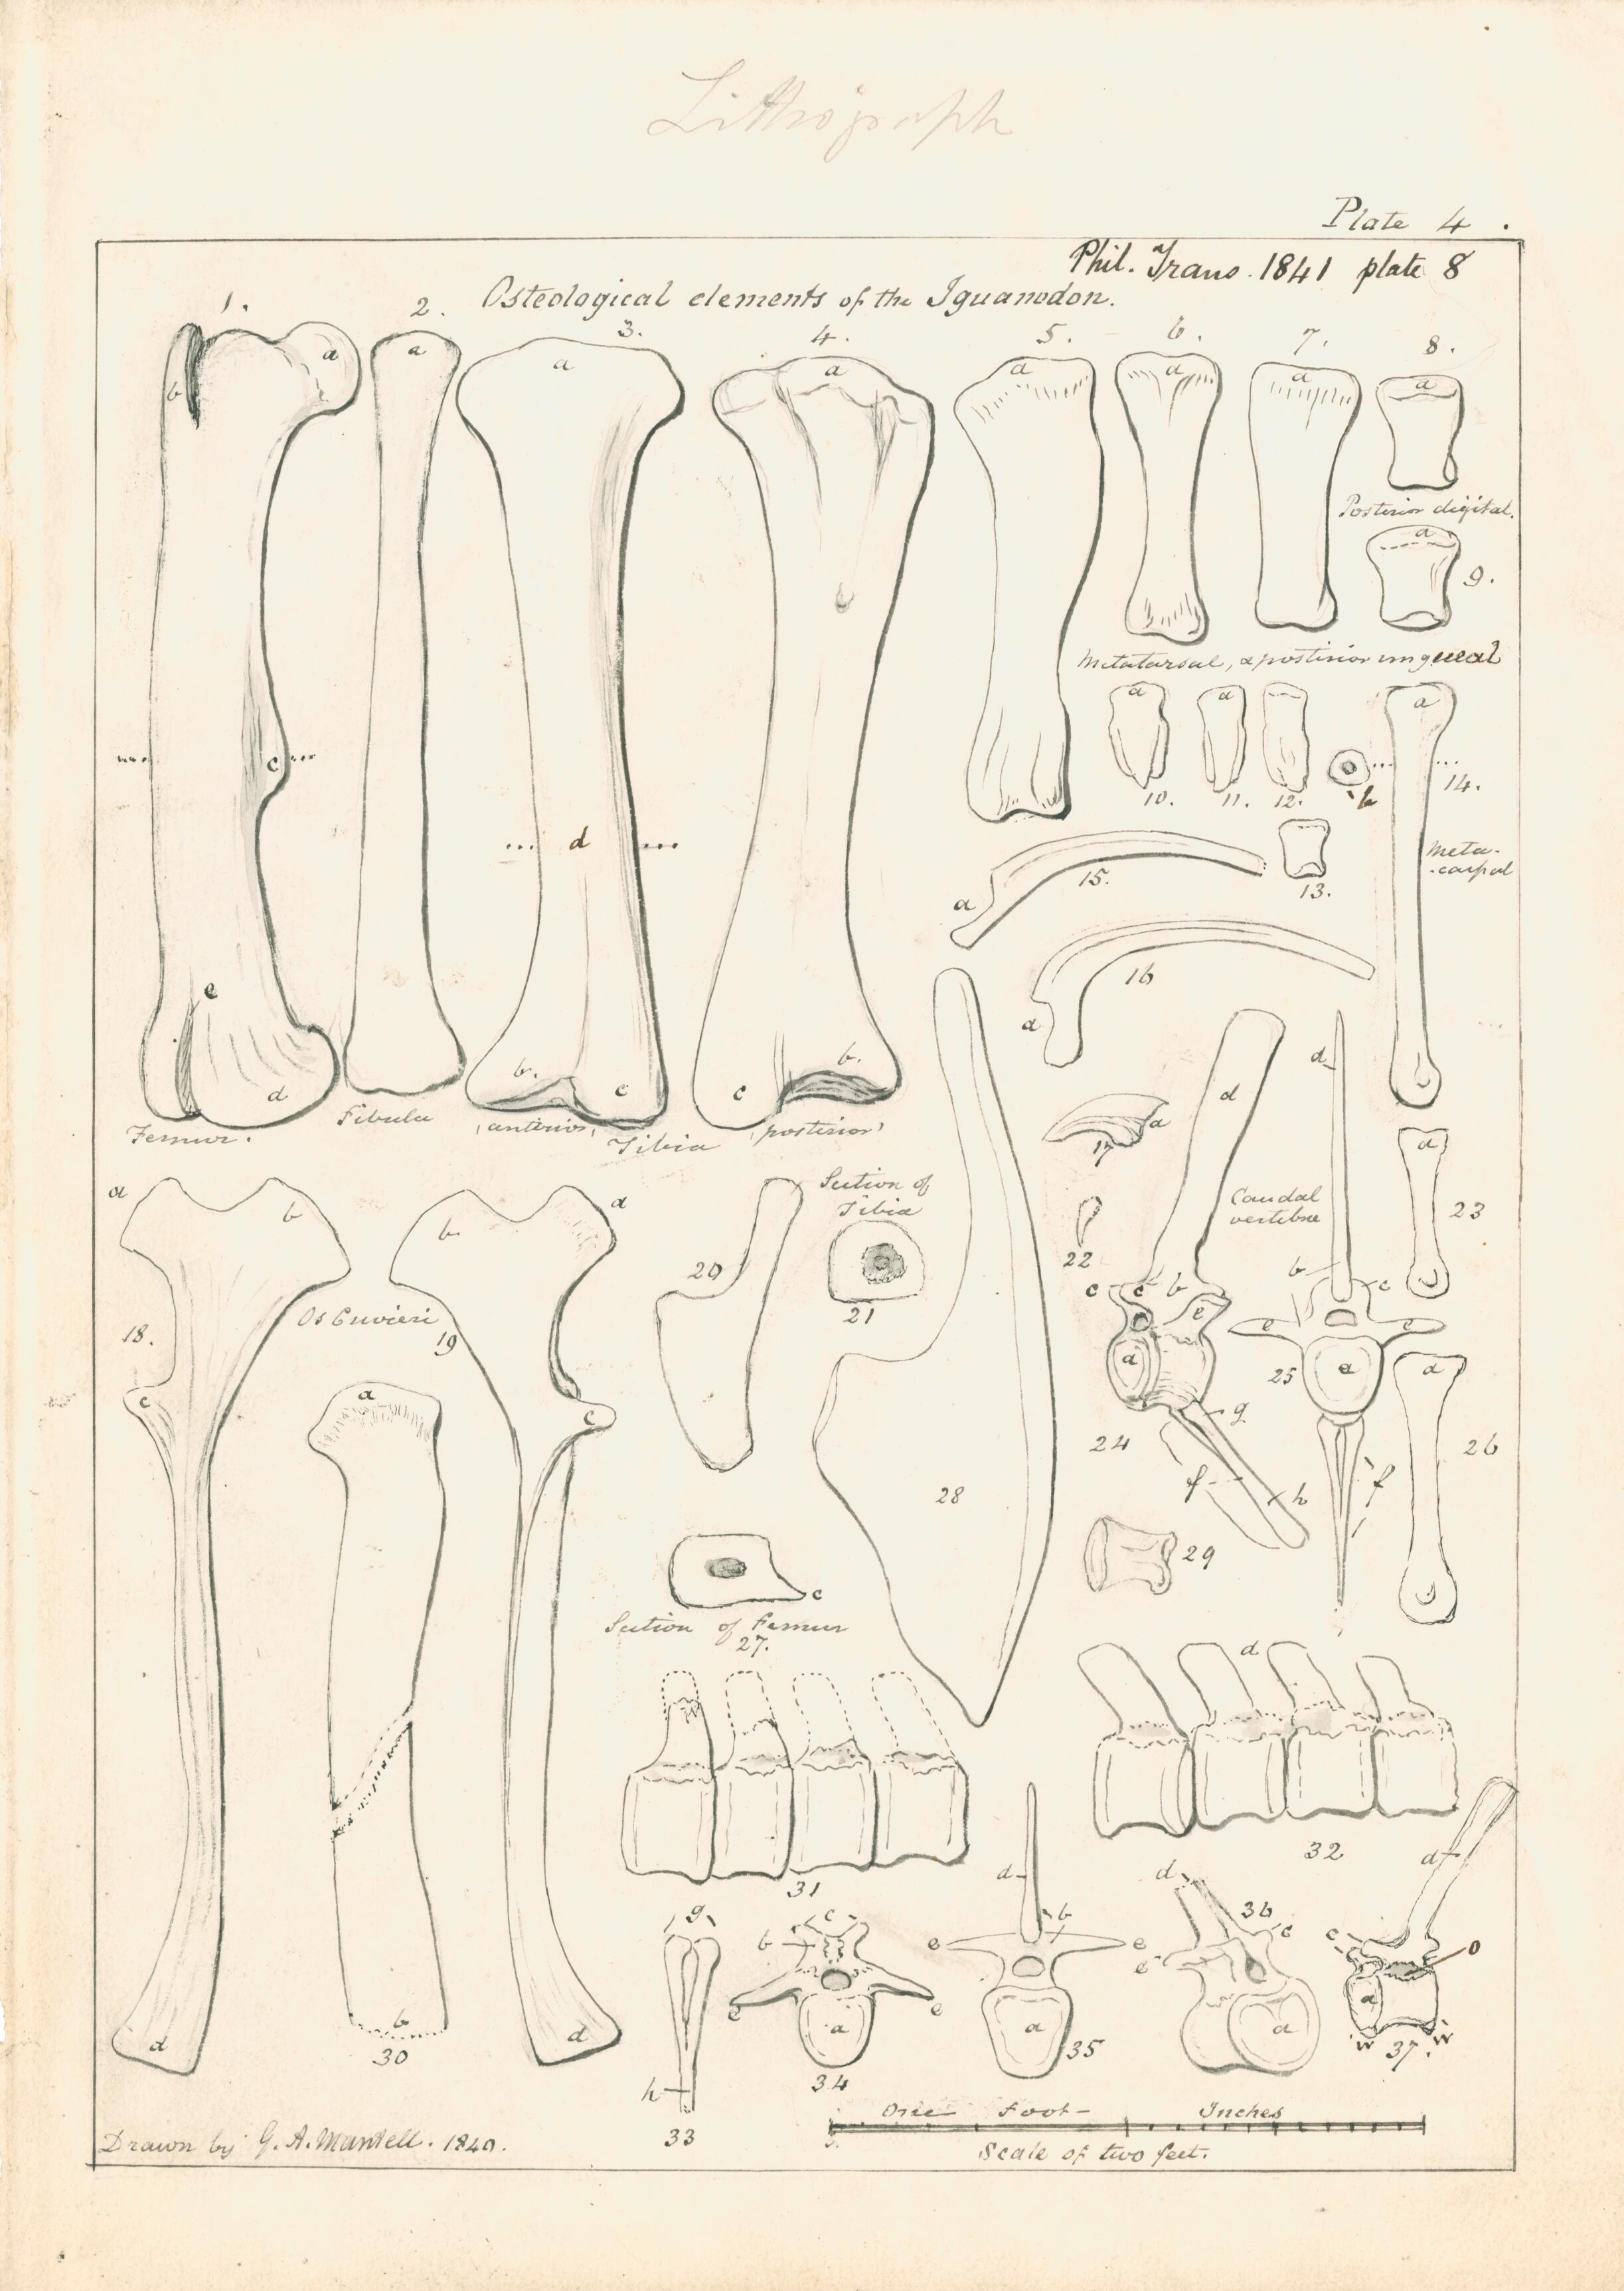 Lithograph
Plate 4 .
Phil. Trans. 1841 plate 8
Osteological elements of the Iguanodon.
1. 2. 3. 4. 5. 6. 7. 8.
a b a a a a a a a a
Posterior digital.
a 9.
Metatarsal, & posterior ungueal
a a a
10. 11. 12. b 14.
c d
Meta-
-carpal
a 15. 13.
a 16
e d b. c c b.
Femur. Fibula (anterior) Tibia (posterior)
d d
a 17
Caudal
vertebræ
22 a 23
a b b a
Section of
Tibia
20 21
18. Os Cuvieri 19
c c b e b c
a e e a 25
c a c
g 24 f h f a 26
28 29
c
Section of Femur
27.
d
31 32
d b 30 d
g c b e e a 34
d b e e a 35
d 36 c e a
d c o a w w 37.
h 33
One Foot Inches
Scale of two feet.
Drawn by G. A. Mantell. 1840.